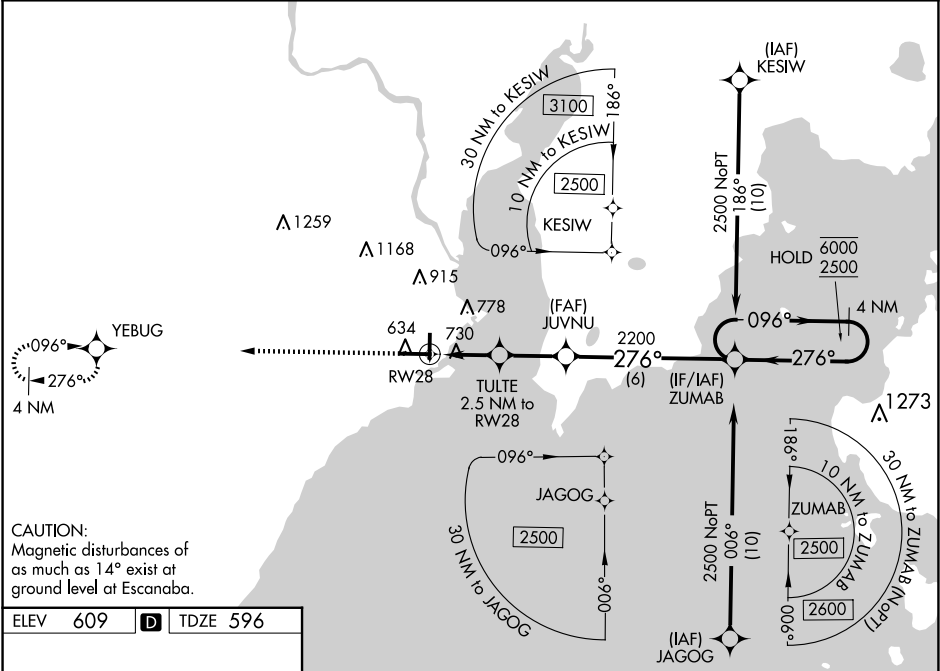 (IAF)
KESIW
30 NM to KESIW
3100
186°
10 NM to KESIW
2500
KESIW
096°
2500 NoPT
186°
(10)
1259
1168
915
778
HOLD 6000
2500
4 NM
096°
276°
YEBUG
096°
276°
4 NM
634
730
RW28
(FAF)
JUVNU
2200
276°
(6)
(IF/IAF)
ZUMAB
TULTE
2.5 NM to
RW28
1273
096°
JAGOG
2500
30 NM to JAGOG
006°
2500 NoPT
006°
(10)
186°
30 NM to ZUMAB (NoPT)
10 NM to ZUMAB
ZUMAB
2500
2600
006°
(IAF)
JAGOG
CAUTION:
Magnetic disturbances of
as much as 14° exist at
ground level at Escanaba.
ELEV 609 D TDZE 596